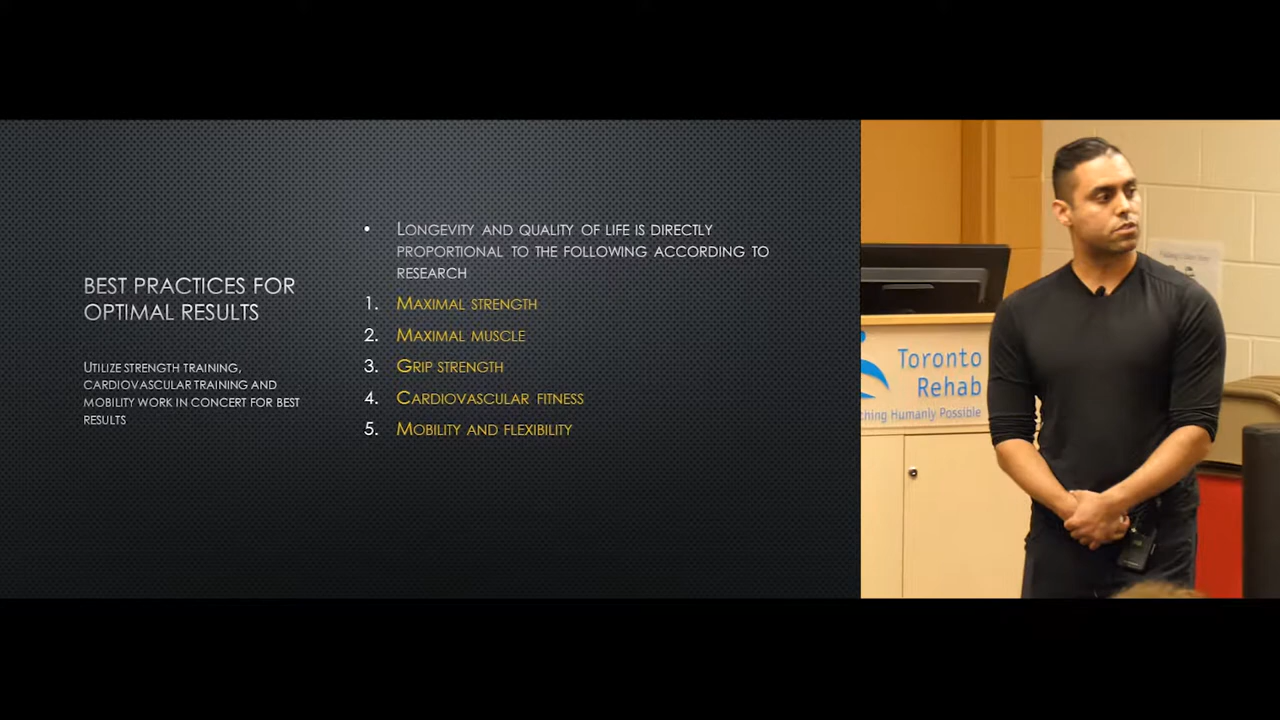 BEST PRACTICES FOR
OPTIMAL RESULTS
UTILIZE STRENGTH TRAINING,
CARDIOVASCULAR TRAINING AND
MOBILITY WORK IN CONCERT FOR BEST
RESULTS
• LONGEVITY AND QUALITY OF LIFE IS DIRECTLY
PROPORTIONAL TO THE FOLLOWING ACCORDING TO
RESEARCH
1. MAXIMAL STRENGTH
2. MAXIMAL MUSCLE
3. GRIP STRENGTH
4. CARDIOVASCULAR FITNESS
5. MOBILITY AND FLEXIBILITY
Toronto
Rehab
Humanly Possible